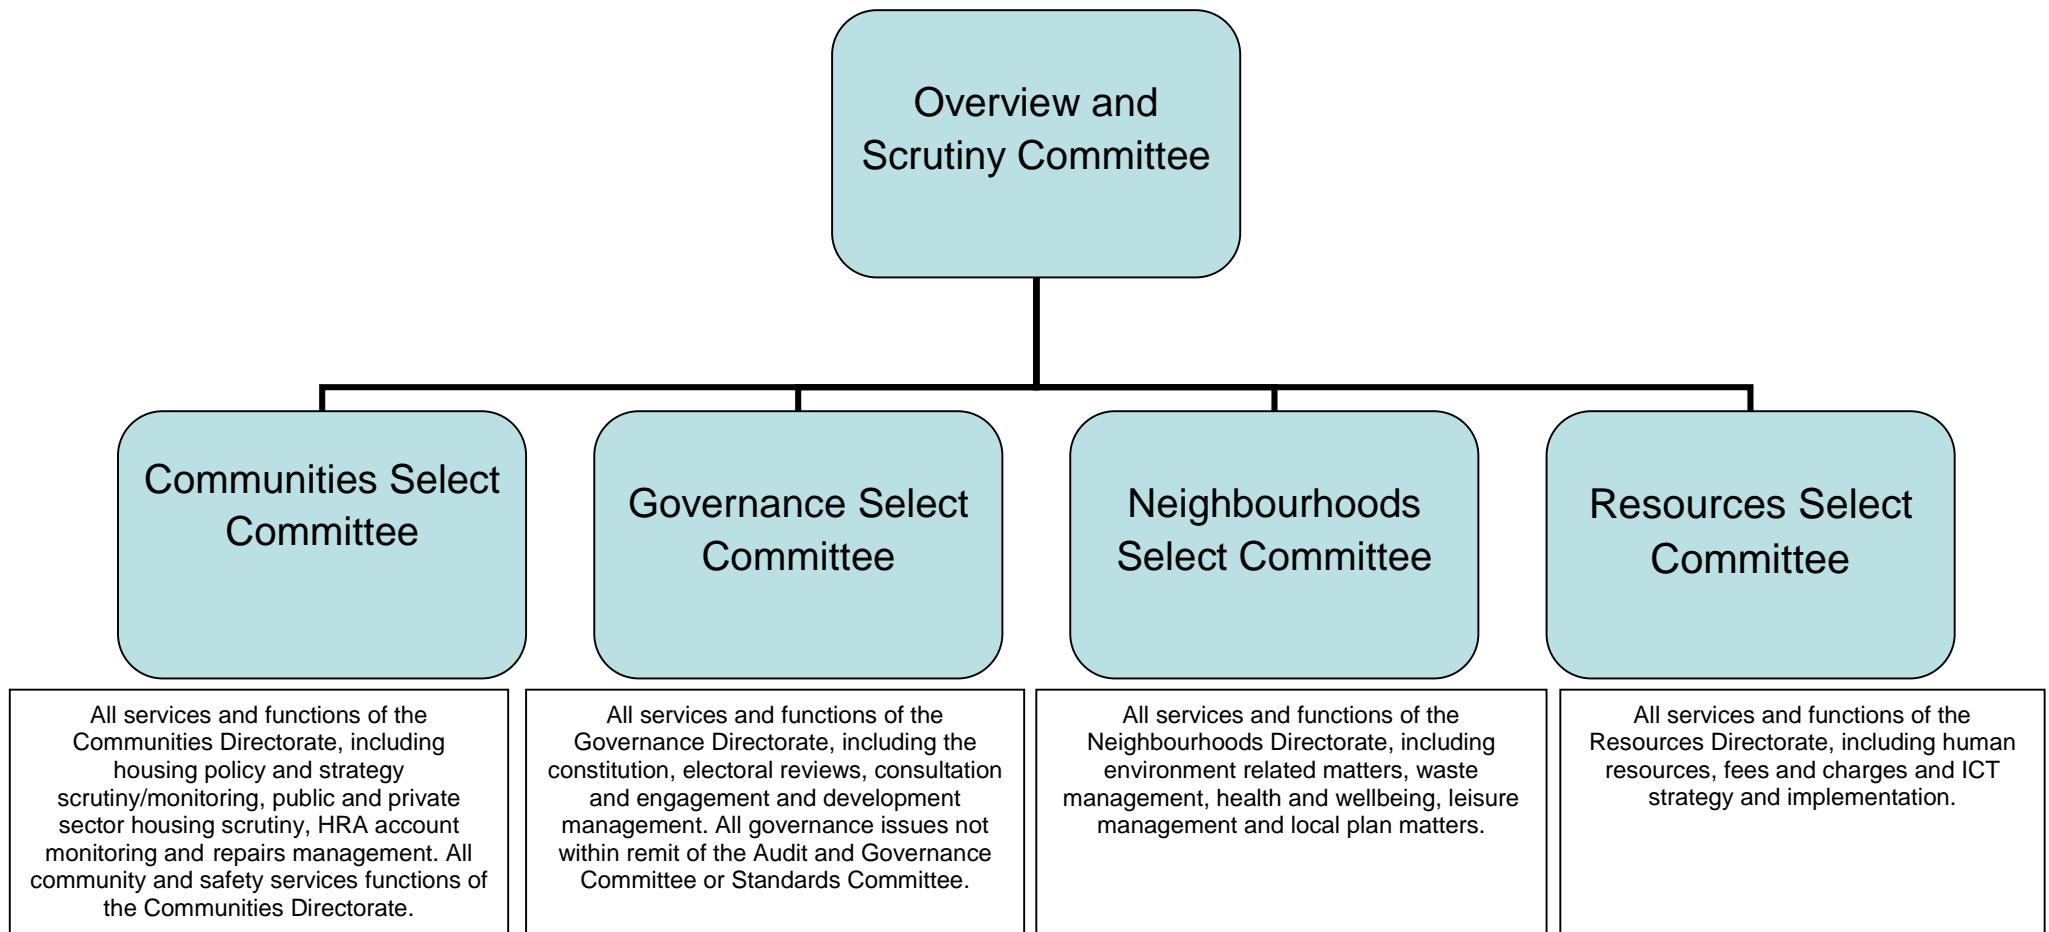 Overview and
Scrutiny Committee
Communities Select
Committee
Governance Select
Committee
Neighbourhoods
Select Committee
Resources Select
Committee
All services and functions of the
Communities Directorate, including
housing policy and strategy
scrutiny/monitoring, public and private
sector housing scrutiny, HRA account
monitoring and repairs management. All
community and safety services functions of
the Communities Directorate.
All services and functions of the
Governance Directorate, including the
constitution, electoral reviews, consultation
and engagement and development
management. All governance issues not
within remit of the Audit and Governance
Committee or Standards Committee.
All services and functions of the
Neighbourhoods Directorate, including
environment related matters, waste
management, health and wellbeing, leisure
management and local plan matters.
All services and functions of the
Resources Directorate, including human
resources, fees and charges and ICT
strategy and implementation.